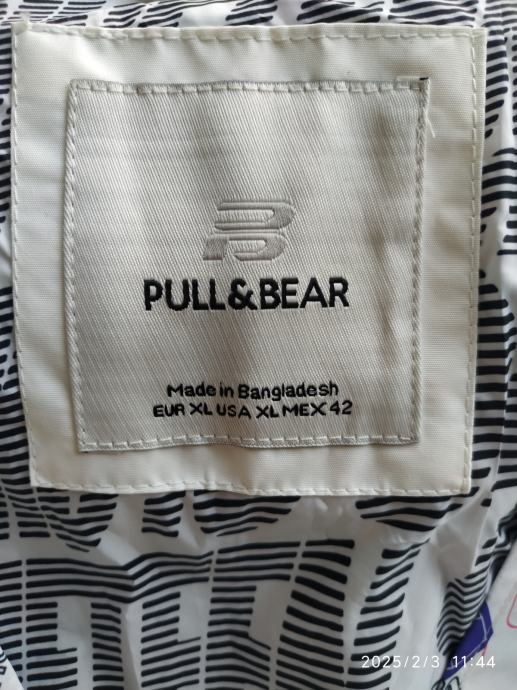 PULL&BEAR
Made in Bangladesh
EUR XL USA XL MEX 42
2025/2/3 11:44